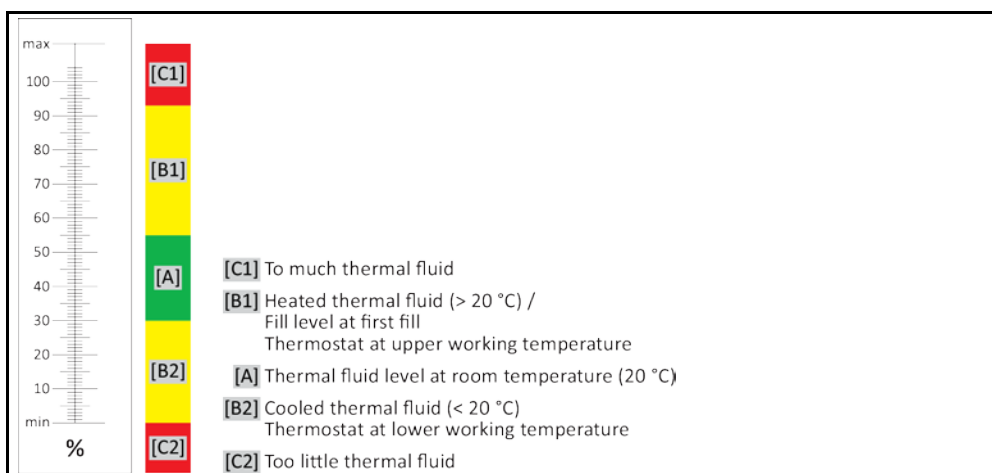 max
100
90
80
70
60
50
40
30
20
10
min
%
[C1]
[B1]
[A]
[B2]
[C2]
[C1] To much thermal fluid
[B1] Heated thermal fluid (> 20 °C) /
Fill level at first fill
Thermostat at upper working temperature
[A] Thermal fluid level at room temperature (20 °C)
[B2] Cooled thermal fluid (< 20 °C)
Thermostat at lower working temperature
[C2] Too little thermal fluid